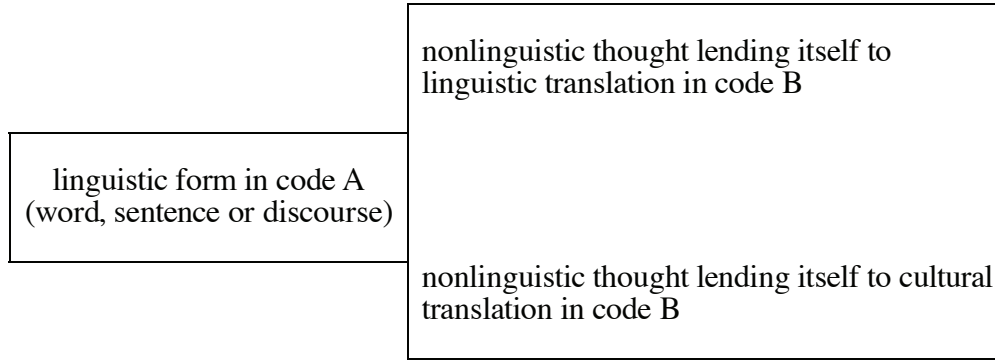 nonlinguistic thought lending itself to
linguistic translation in code B
linguistic form in code A
(word, sentence or discourse)
nonlinguistic thought lending itself to cultural
translation in code B